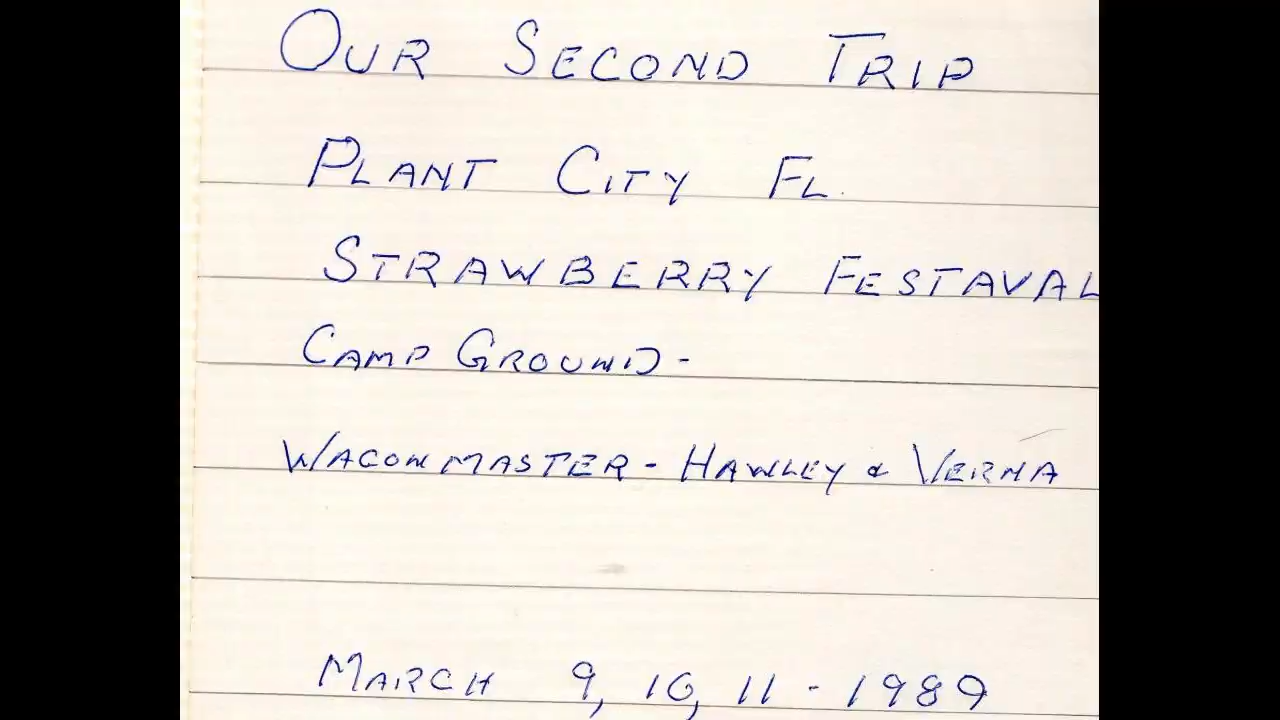 OUR SECOND TRIP
PLANT CITY FL.
STRAWBERRY FESTAVAL
CAMP GROUND -
WAGONMASTER - HAWLEY & VERNA
MARCH 9, 10, 11 - 1989